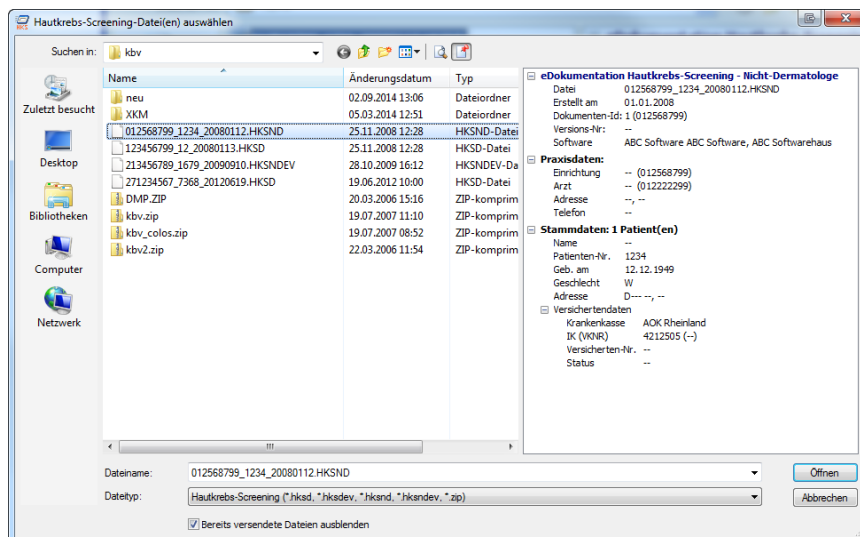 Hautkrebs-Screening-Datei(en) auswählen
Suchen in: kbv
Zuletzt besucht
Desktop
Bibliotheken
Computer
Netzwerk
Name Änderungsdatum Typ
neu 02.09.2014 13:06 Dateiordner
XKM 05.03.2014 12:51 Dateiordner
012568799_1234_20080112.HKSND 25.11.2008 12:28 HKSND-Datei
123456799_12_20080113.HKSD 25.11.2008 12:28 HKSD-Datei
213456789_1679_20090910.HKSNDEV 28.10.2009 16:12 HKSNDEV-Da
271234567_7368_20120619.HKSD 19.06.2012 10:00 HKSD-Datei
DMP.ZIP 20.03.2006 15:16 ZIP-komprim
kbv.zip 19.07.2007 11:10 ZIP-komprim
kbv_colos.zip 19.07.2007 08:52 ZIP-komprim
kbv2.zip 22.03.2006 11:54 ZIP-komprim
eDokumentation Hautkrebs-Screening - Nicht-Dermatologe
Datei 012568799_1234_20080112.HKSND
Erstellt am 01.01.2008
Dokumenten-Id: 1 (012568799)
Versions-Nr: --
Software ABC Software ABC Software, ABC Softwarehaus
Praxisdaten:
Einrichtung -- (012568799)
Arzt -- (012222299)
Adresse --, --
Telefon --
Stammdaten: 1 Patient(en)
Name --
Patienten-Nr. 1234
Geb. am 12.12.1949
Geschlecht W
Adresse D--- --, --
Versichertendaten
Krankenkasse AOK Rheinland
IK (VKNR) 4212505 (--)
Versicherten-Nr. --
Status --
Dateiname: 012568799_1234_20080112.HKSND
Öffnen
Dateityp: Hautkrebs-Screening (*.hksd, *.hksdev, *.hksnd, *.hksndev, *.zip)
Abbrechen
Bereits versendete Dateien ausblenden